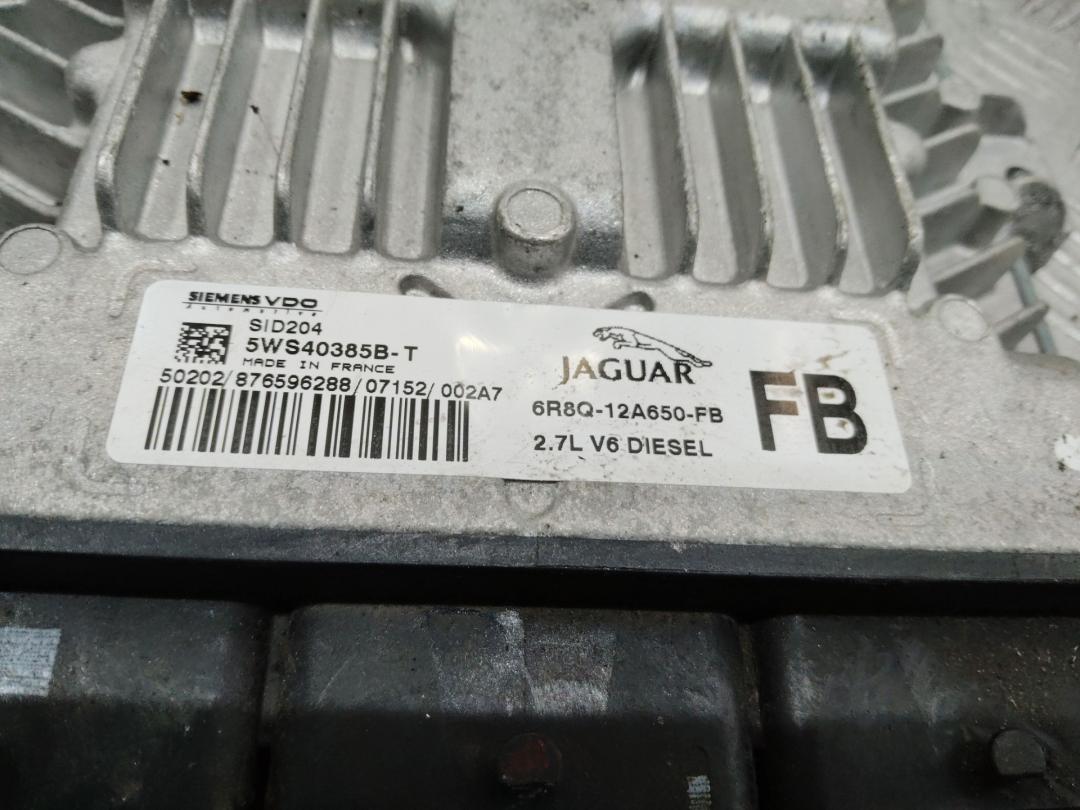 SIEMENS VDO
Automotive
SID204
5WS40385B-T
MADE IN FRANCE
50202/876596288/07152/002A7
JAGUAR
6R8Q-12A650-FB
2.7L V6 DIESEL
FB